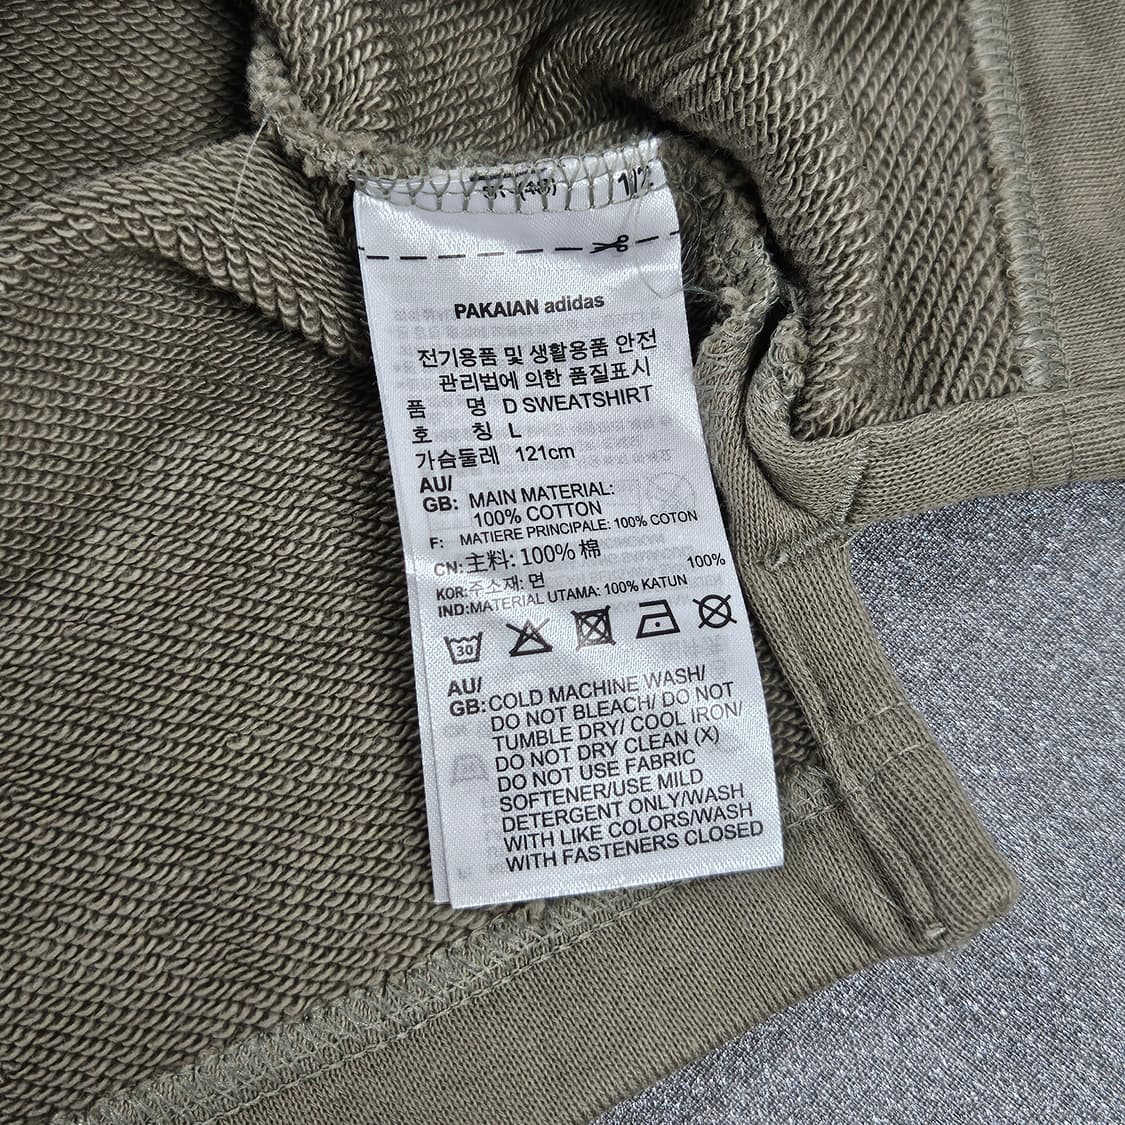 1/2
PAKAIAN adidas
전기용품 및 생활용품 안전
관리법에 의한 품질표시
품 명 D SWEATSHIRT
호 칭 L
가슴둘레 121cm
AU/
GB: MAIN MATERIAL:
100% COTTON
F: MATIERE PRINCIPALE: 100% COTON
CN: 主料: 100% 棉
KOR: 주소재: 면 100%
IND: MATERIAL UTAMA: 100% KATUN
30
AU/
GB: COLD MACHINE WASH/
DO NOT BLEACH/ DO NOT
TUMBLE DRY/ COOL IRON/
DO NOT DRY CLEAN (X)
DO NOT USE FABRIC
SOFTENER/USE MILD
DETERGENT ONLY/WASH
WITH LIKE COLORS/WASH
WITH FASTENERS CLOSED